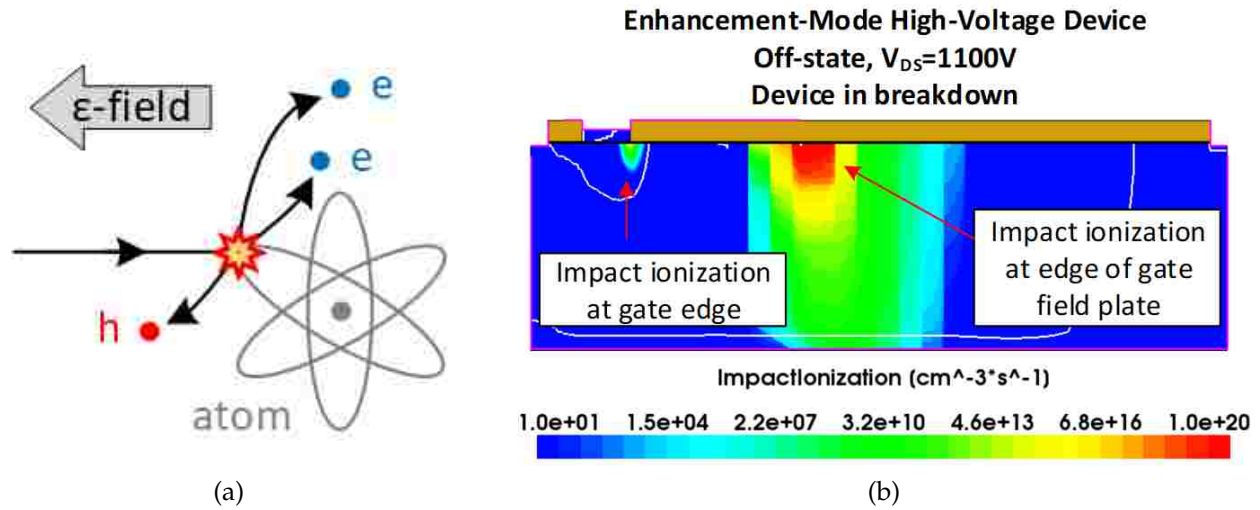 ε-field
e
e
h
atom
(a)
Enhancement-Mode High-Voltage Device
Off-state, V_DS=1100V
Device in breakdown
Impact ionization
at gate edge
Impact ionization
at edge of gate
field plate
ImpactIonization (cm^-3*s^-1)
1.0e+01 1.5e+04 2.2e+07 3.2e+10 4.6e+13 6.8e+16 1.0e+20
(b)